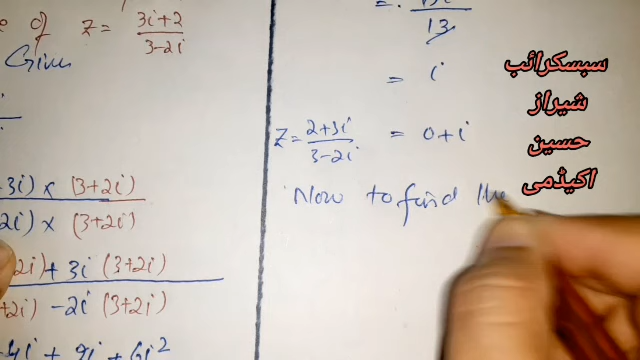 of z = 3i+2 / 3-2i
Given
3i) × (3+2i)
2i) × (3+2i)
2i) + 3i (3+2i)
+2i) -2i (3+2i)
4i + 9i + 6i²
13
= i
z = 2+3i / 3-2i = 0+i
Now to find the
سبسکرائب
شیراز
حسین
اکیڈمی